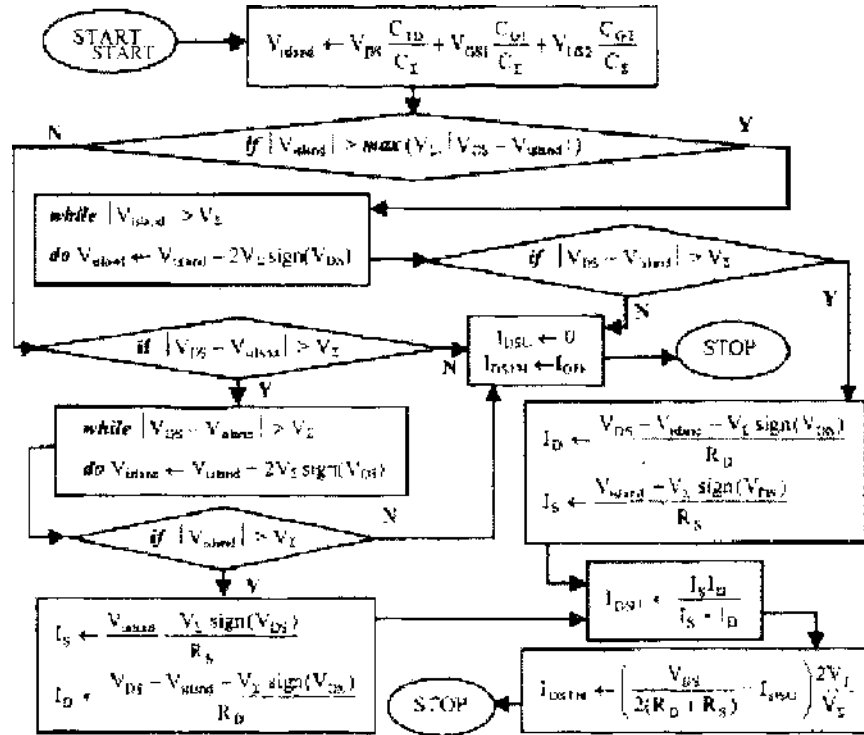 START
START
V_island ← V_DS C_TD/C_Σ + V_GS1 C_G1/C_Σ + V_GS2 C_G2/C_Σ
N
Y
if |V_island| > max(V_Σ, |V_DS − V_island|)
while |V_island| > V_Σ
do V_island ← V_island − 2V_Σ sign(V_DS)
if |V_DS − V_island| > V_Σ
Y
N
if |V_DS − V_island| > V_Σ
N
I_DSU ← 0
STOP
Y
while |V_DS − V_island| > V_Σ
do V_island ← V_island + 2V_Σ sign(V_DS)
I_D ← (V_DS − V_island − V_Σ sign(V_DS))/R_D
I_S ← (V_island − V_Σ sign(V_DS))/R_S
N
if |V_island| > V_Σ
Y
I_S ← (V_island − V_Σ sign(V_DS))/R_S
I_D ← (V_DS − V_island − V_Σ sign(V_DS))/R_D
STOP